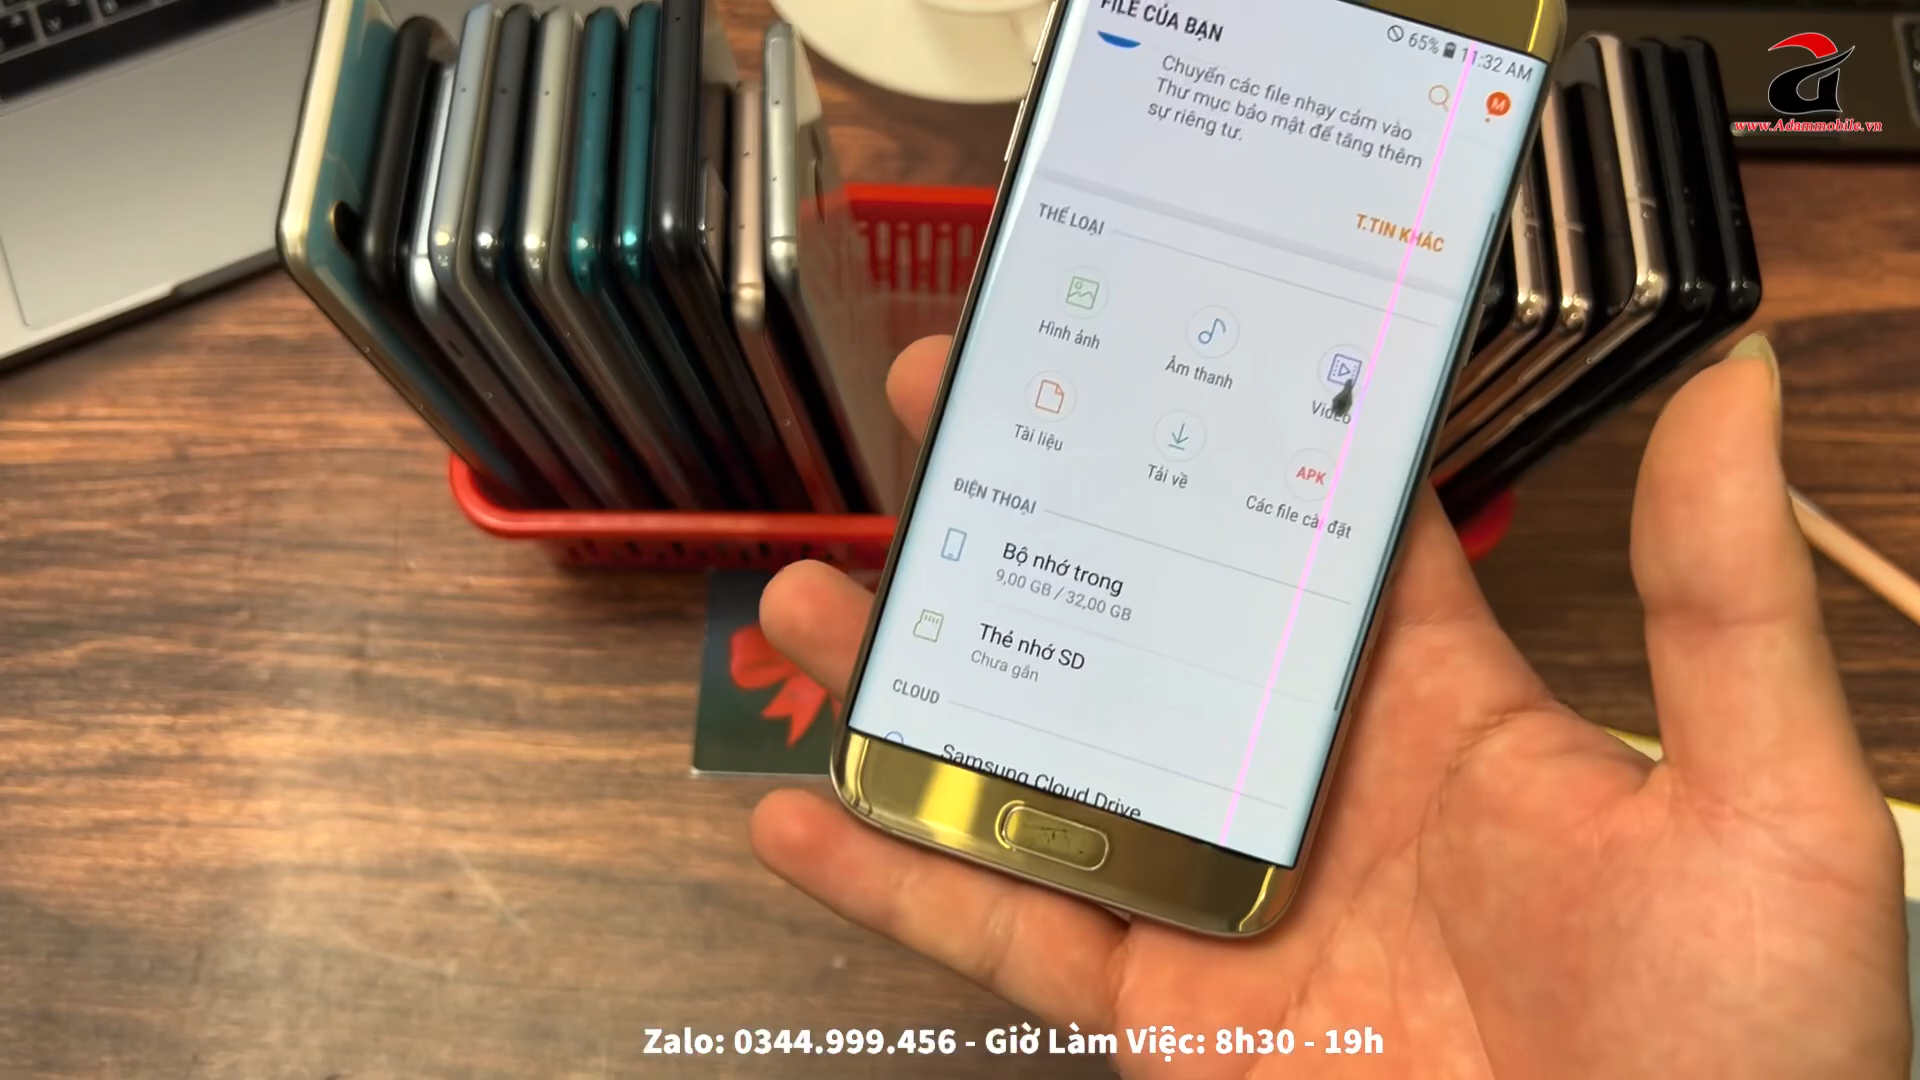 FILE CỦA BẠN
65% 11:32 AM
Chuyển các file nhạy cảm vào
Thư mục bảo mật để tăng thêm
sự riêng tư.
M
T.TIN KHÁC
THỂ LOẠI
Hình ảnh
Âm thanh
Video
Tài liệu
Tải về
APK
Các file cài đặt
ĐIỆN THOẠI
Bộ nhớ trong
9,00 GB / 32,00 GB
Thẻ nhớ SD
Chưa gắn
CLOUD
Samsung Cloud Drive
www.Adammobile.vn
Zalo: 0344.999.456 - Giờ Làm Việc: 8h30 - 19h